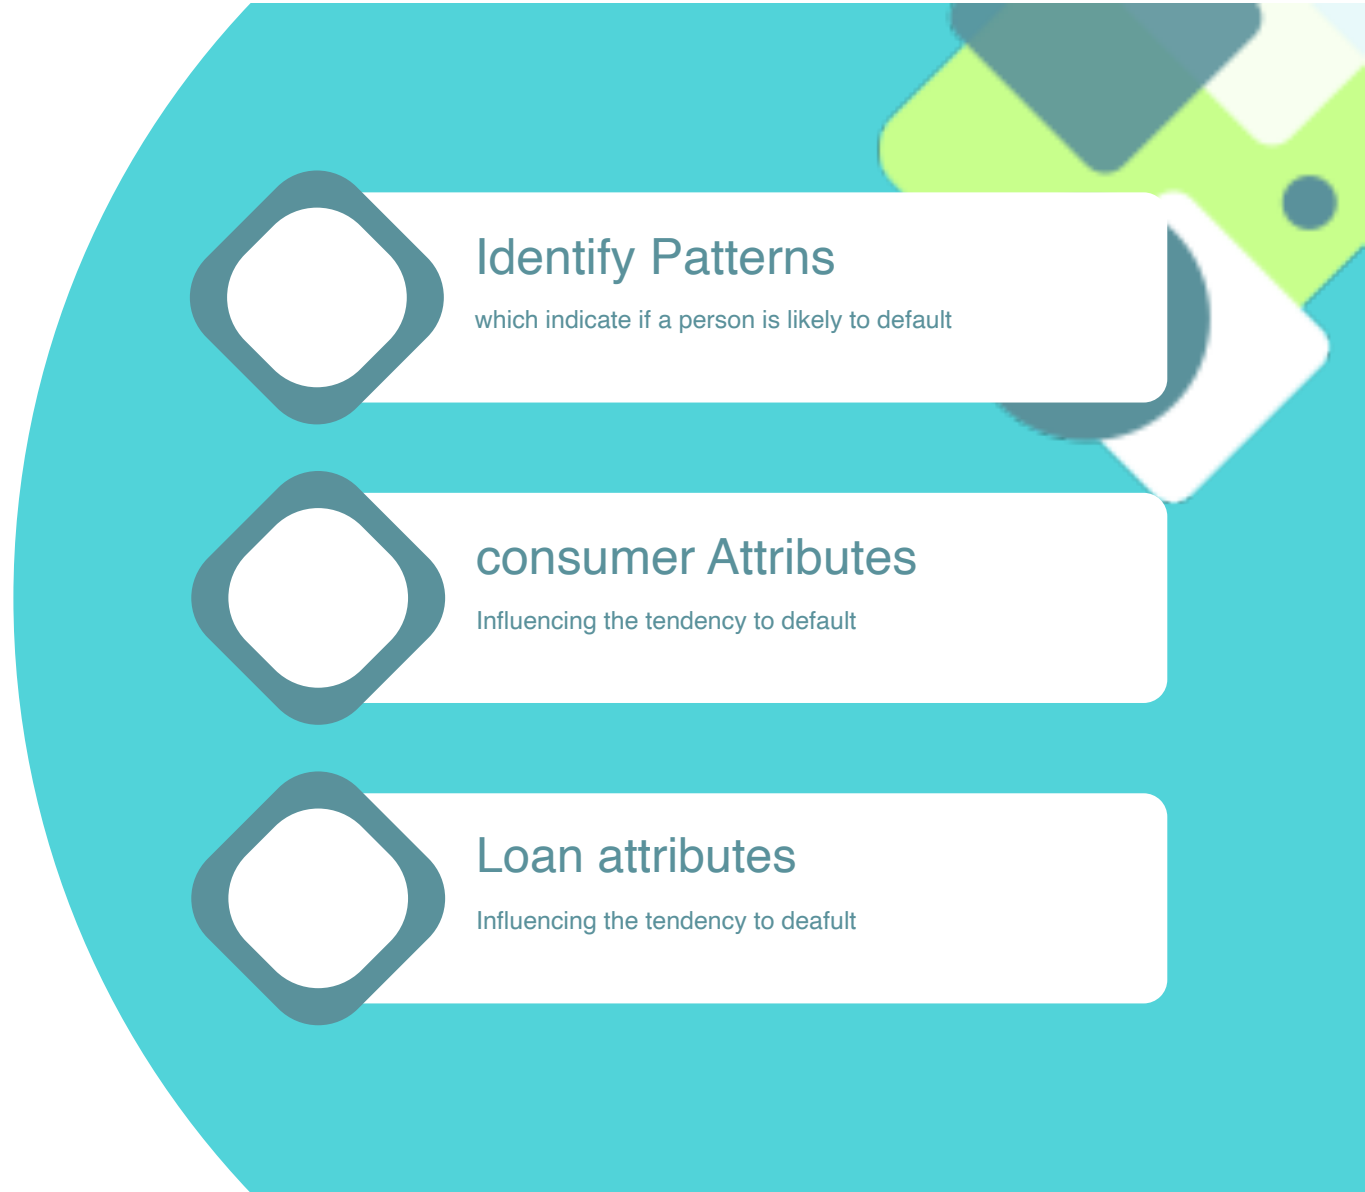 Identify Patterns
which indicate if a person is likely to default
consumer Attributes
Influencing the tendency to default
Loan attributes
Influencing the tendency to deafult